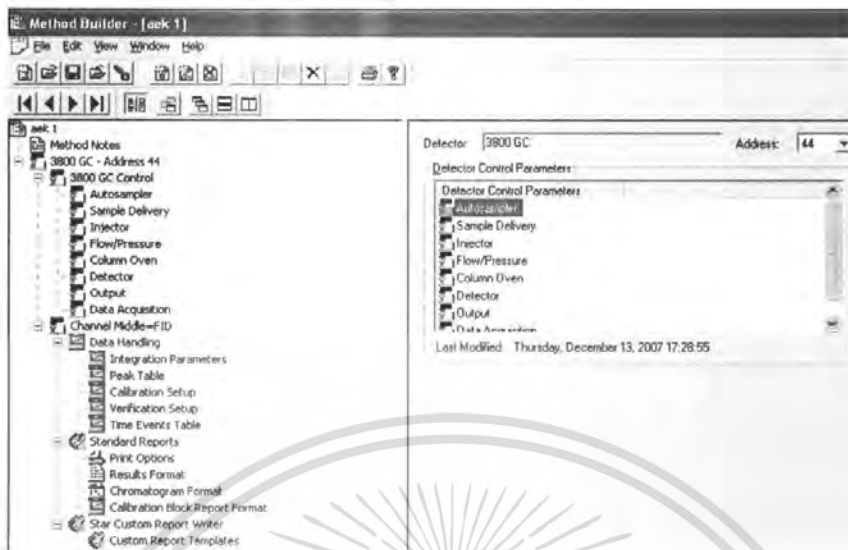 Method Builder - [aek 1]
File Edit View Window Help
aek 1
Method Notes
3800 GC - Address 44
3800 GC Control
Autosampler
Sample Delivery
Injector
Flow/Pressure
Column Oven
Detector
Output
Data Acquisition
Channel Middle=FID
Data Handling
Integration Parameters
Peak Table
Calibration Setup
Verification Setup
Time Events Table
Standard Reports
Print Options
Results Format
Chromatogram Format
Calibration Block Report Format
Star Custom Report Writer
Custom Report Templates
Detector 3800 GC Address: 44
Detector Control Parameters
Detector Control Parameters
Autosampler
Sample Delivery
Injector
Flow/Pressure
Column Oven
Detector
Output
Data Acquisition
Last Modified: Thursday, December 13, 2007 17:28:55